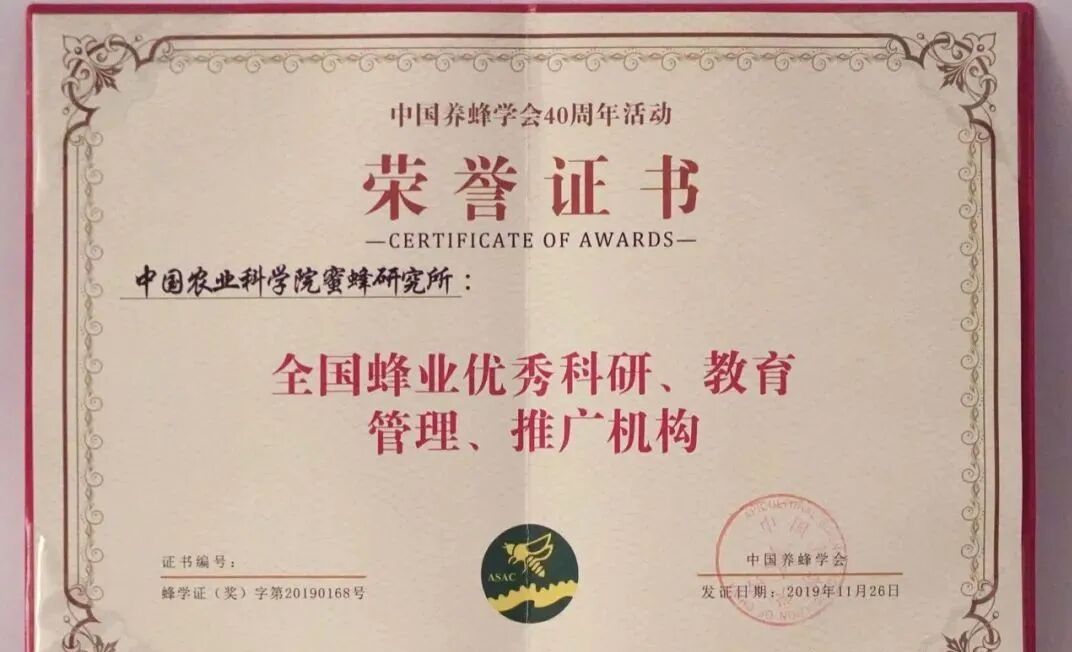 中国养蜂学会40周年活动
荣誉证书
—CERTIFICATE OF AWARDS—
中国农业科学院蜜蜂研究所：
全国蜂业优秀科研、教育
管理、推广机构
证书编号：
蜂学证（奖）字第20190168号
ASAC
中国养蜂学会
发证日期：2019年11月26日
APICULTURAL
中国